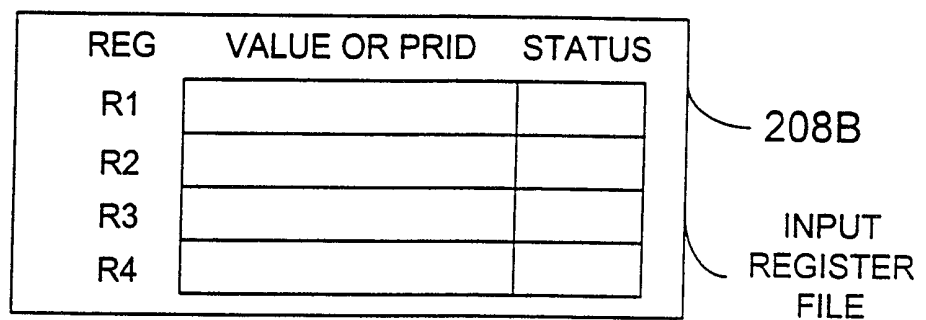 REG VALUE OR PRID STATUS
R1
R2
R3
R4
208B
INPUT
REGISTER
FILE